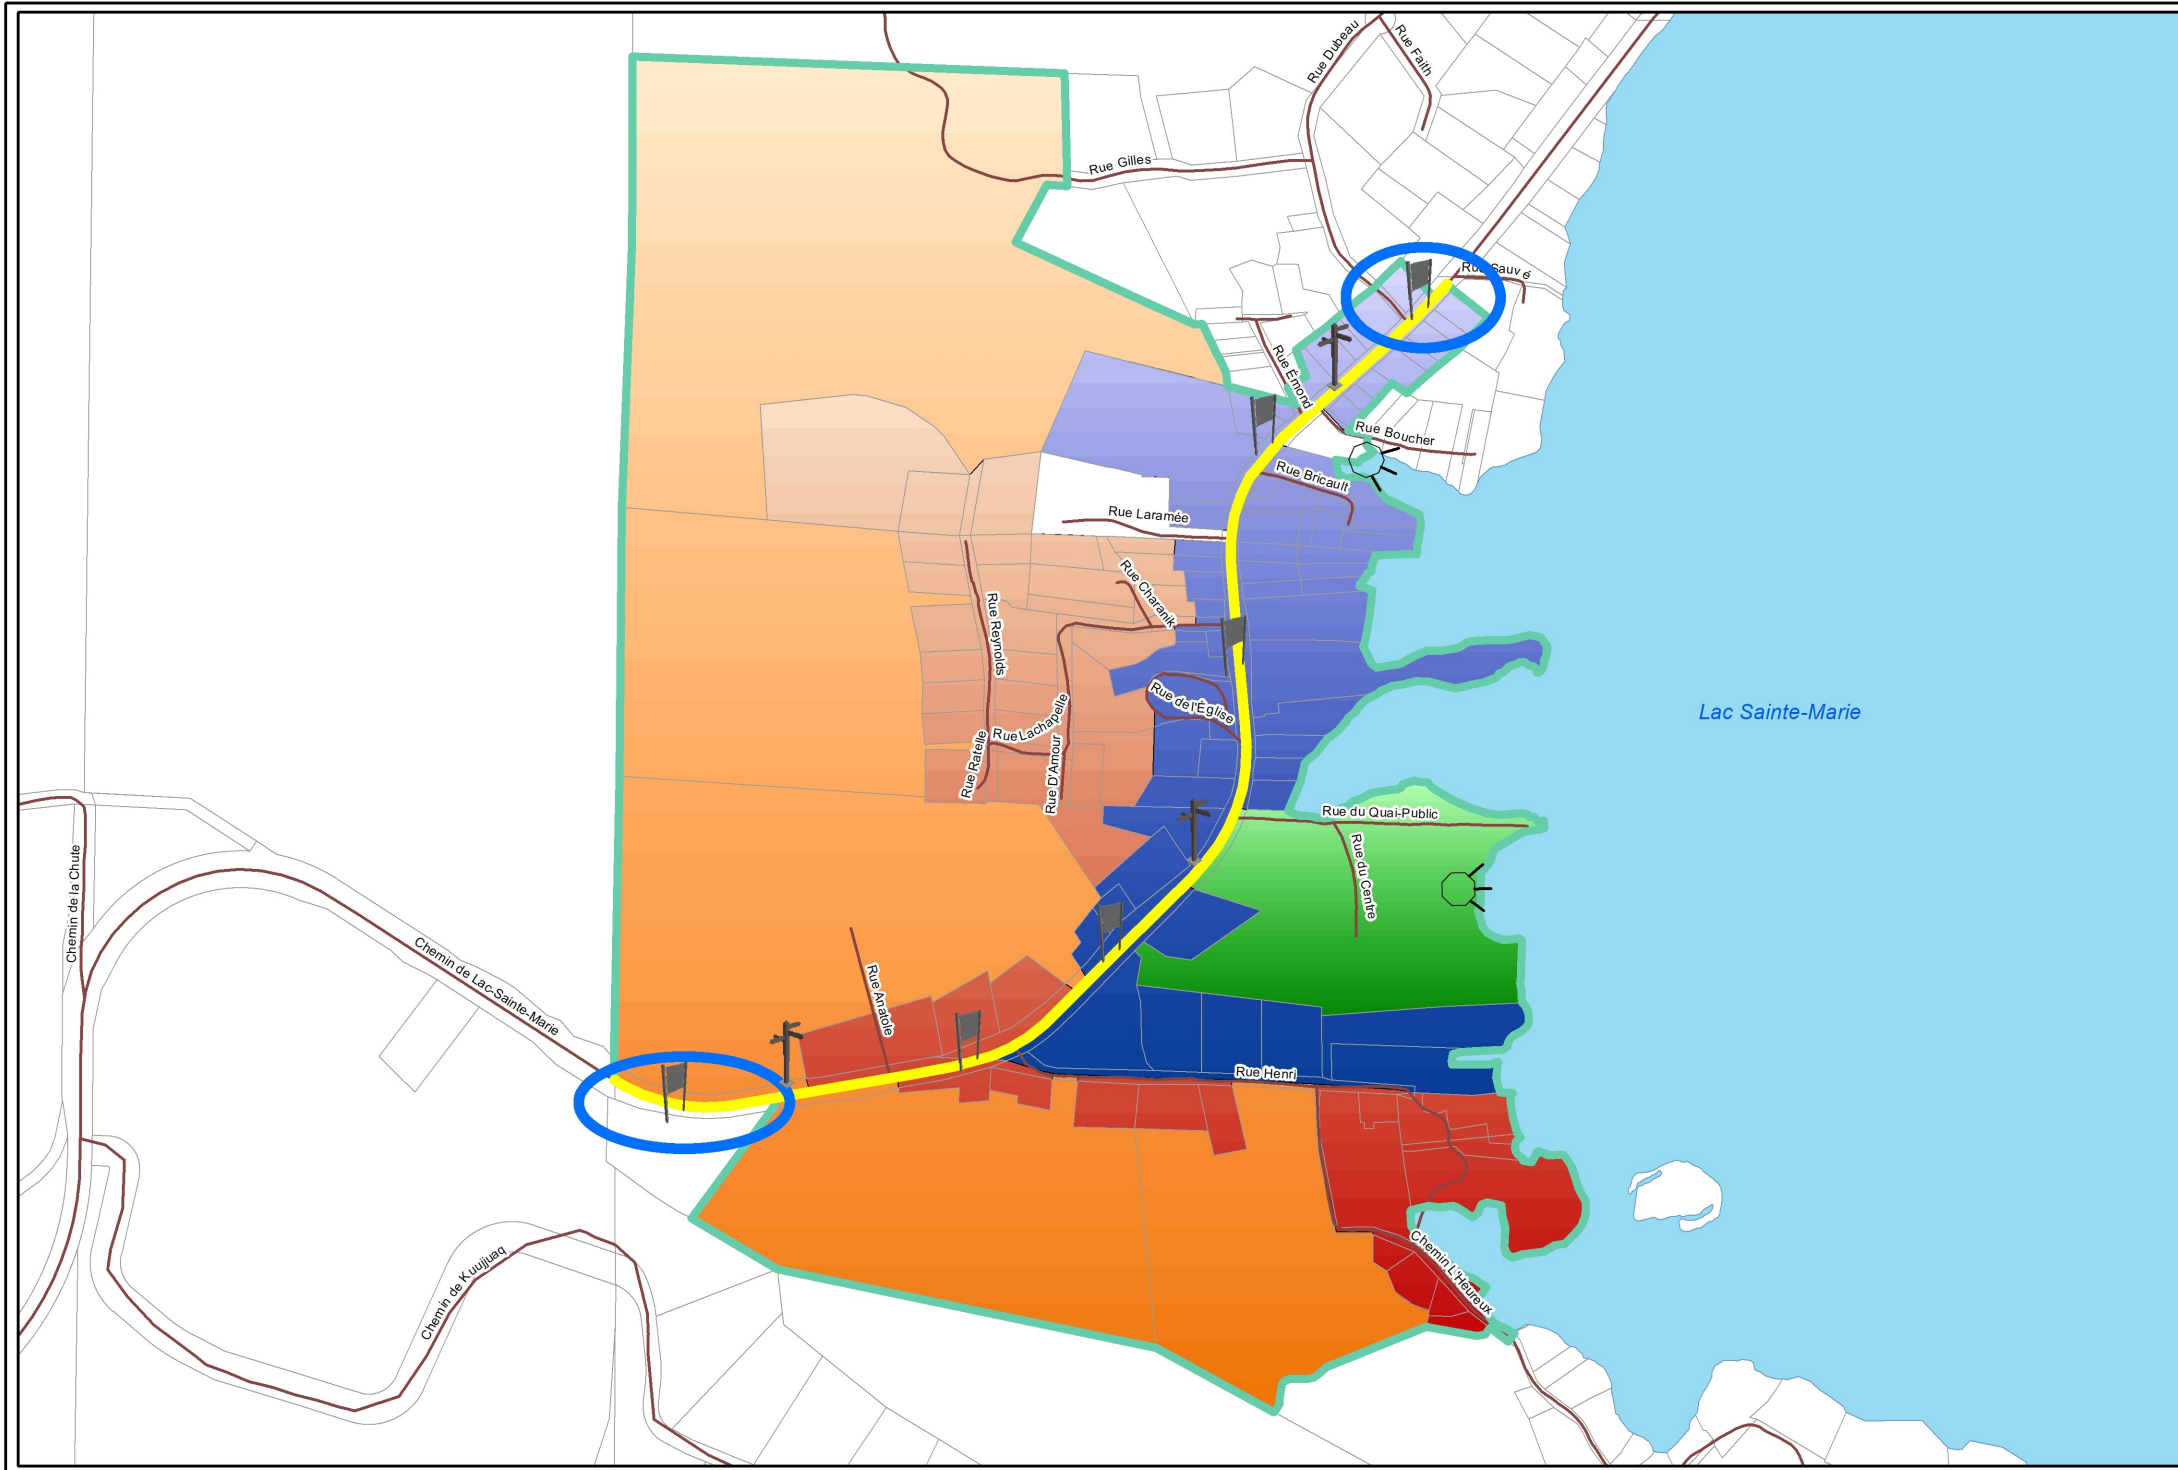 Rue Dubeau
Rue Faith
Rue Gilles
Rue Sauvé
Rue Émond
Rue Boucher
Rue Bricault
Rue Laramée
Rue Charanik
Rue Reynolds
Rue de l'Église
Rue Lachapelle
Rue Ratelle
Rue D'Amour
Lac Sainte-Marie
Rue du Quai-Public
Rue du Centre
Chemin de la Chute
Chemin de Lac-Sainte-Marie
Rue Anatole
Rue Henri
Chemin de Kuujjuaq
Chemin L'Heureux